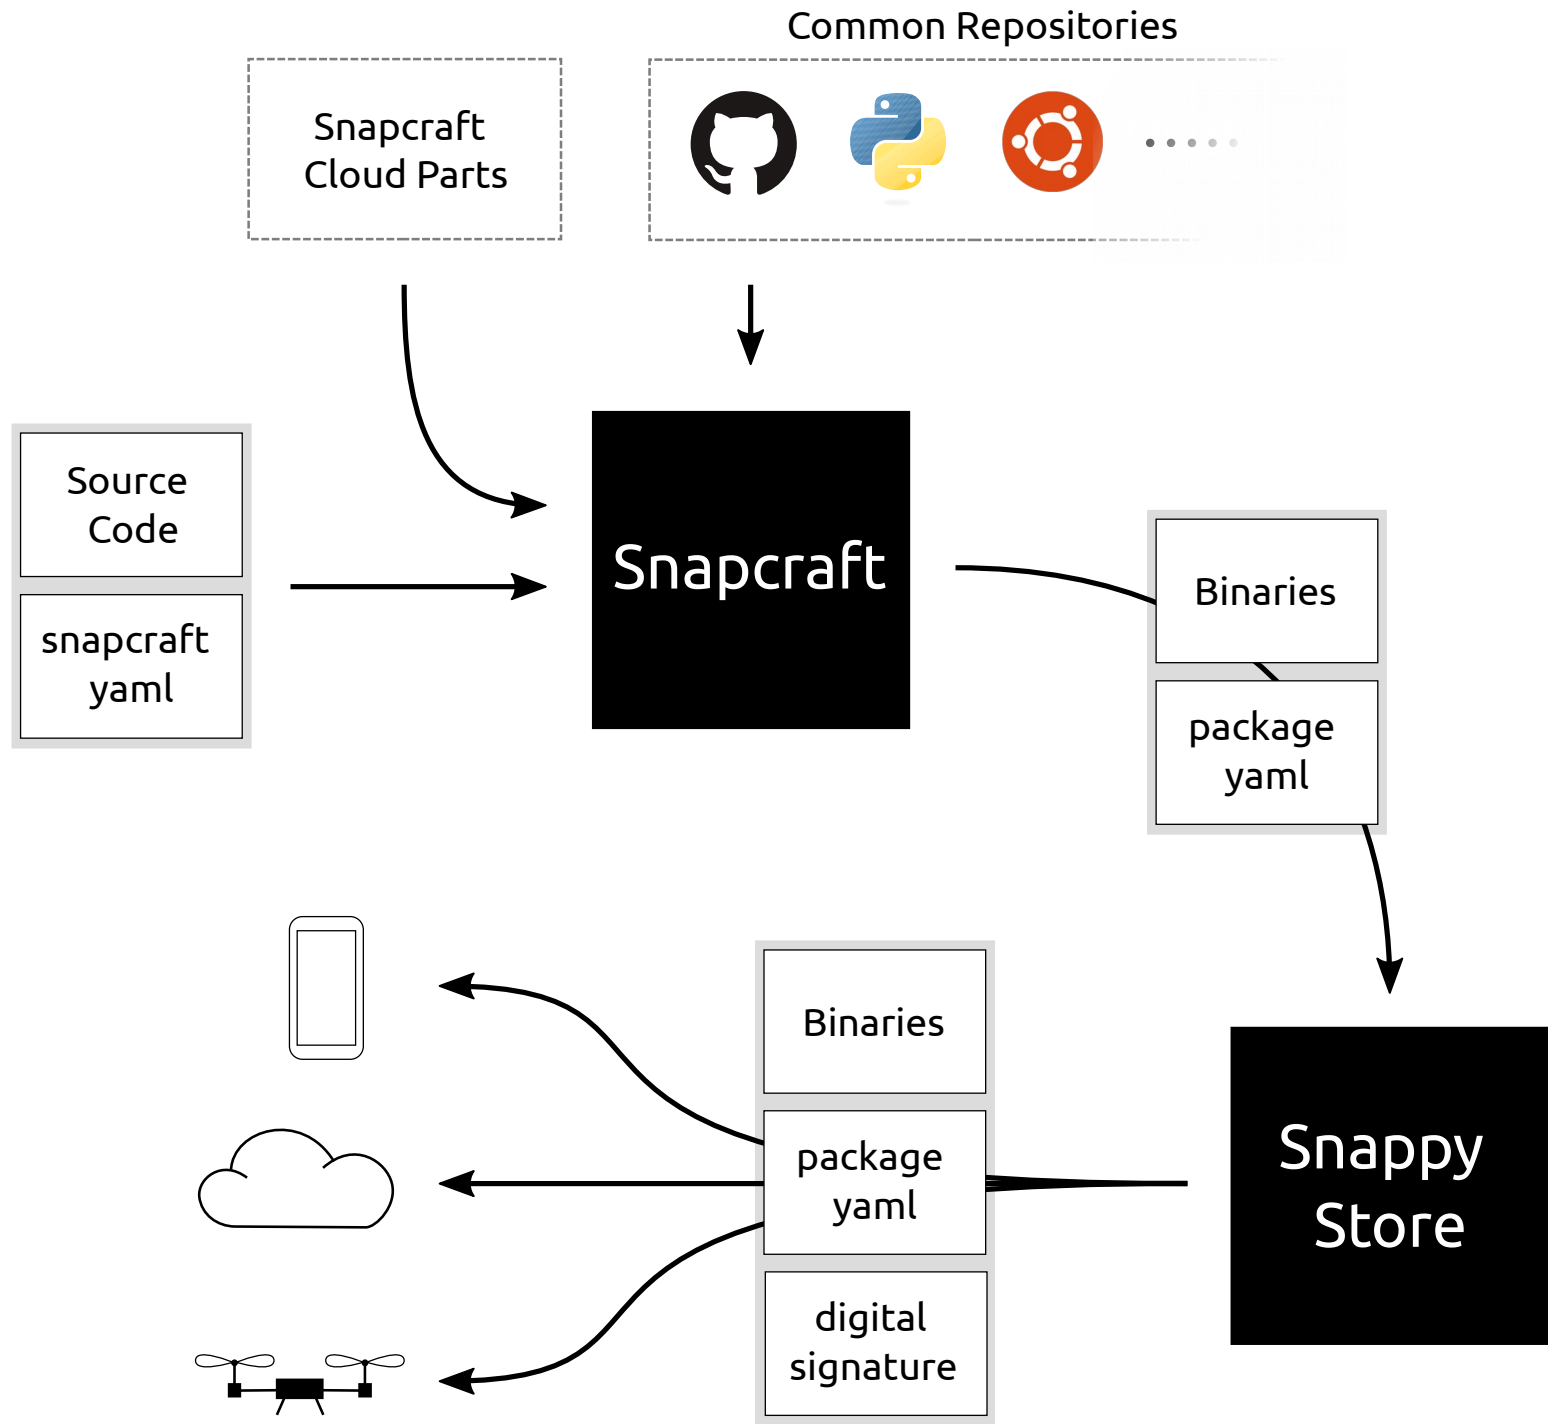 Common Repositories
Snapcraft
Cloud Parts
Source
Code
snapcraft
yaml
Snapcraft
Binaries
package
yaml
Binaries
package
yaml
digital
signature
Snappy
Store